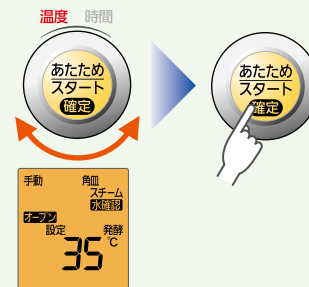 温度 時間
あたため
スタート
確定
あたため
スタート
確定
手動 角皿
スチーム
水確認
オーブン
設定 発酵
35℃